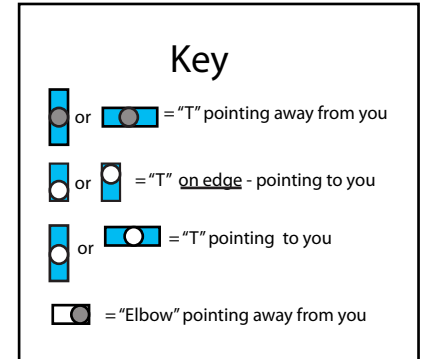 Key
or = "T" pointing away from you
or = "T" on edge - pointing to you
or = "T" pointing to you
= "Elbow" pointing away from you